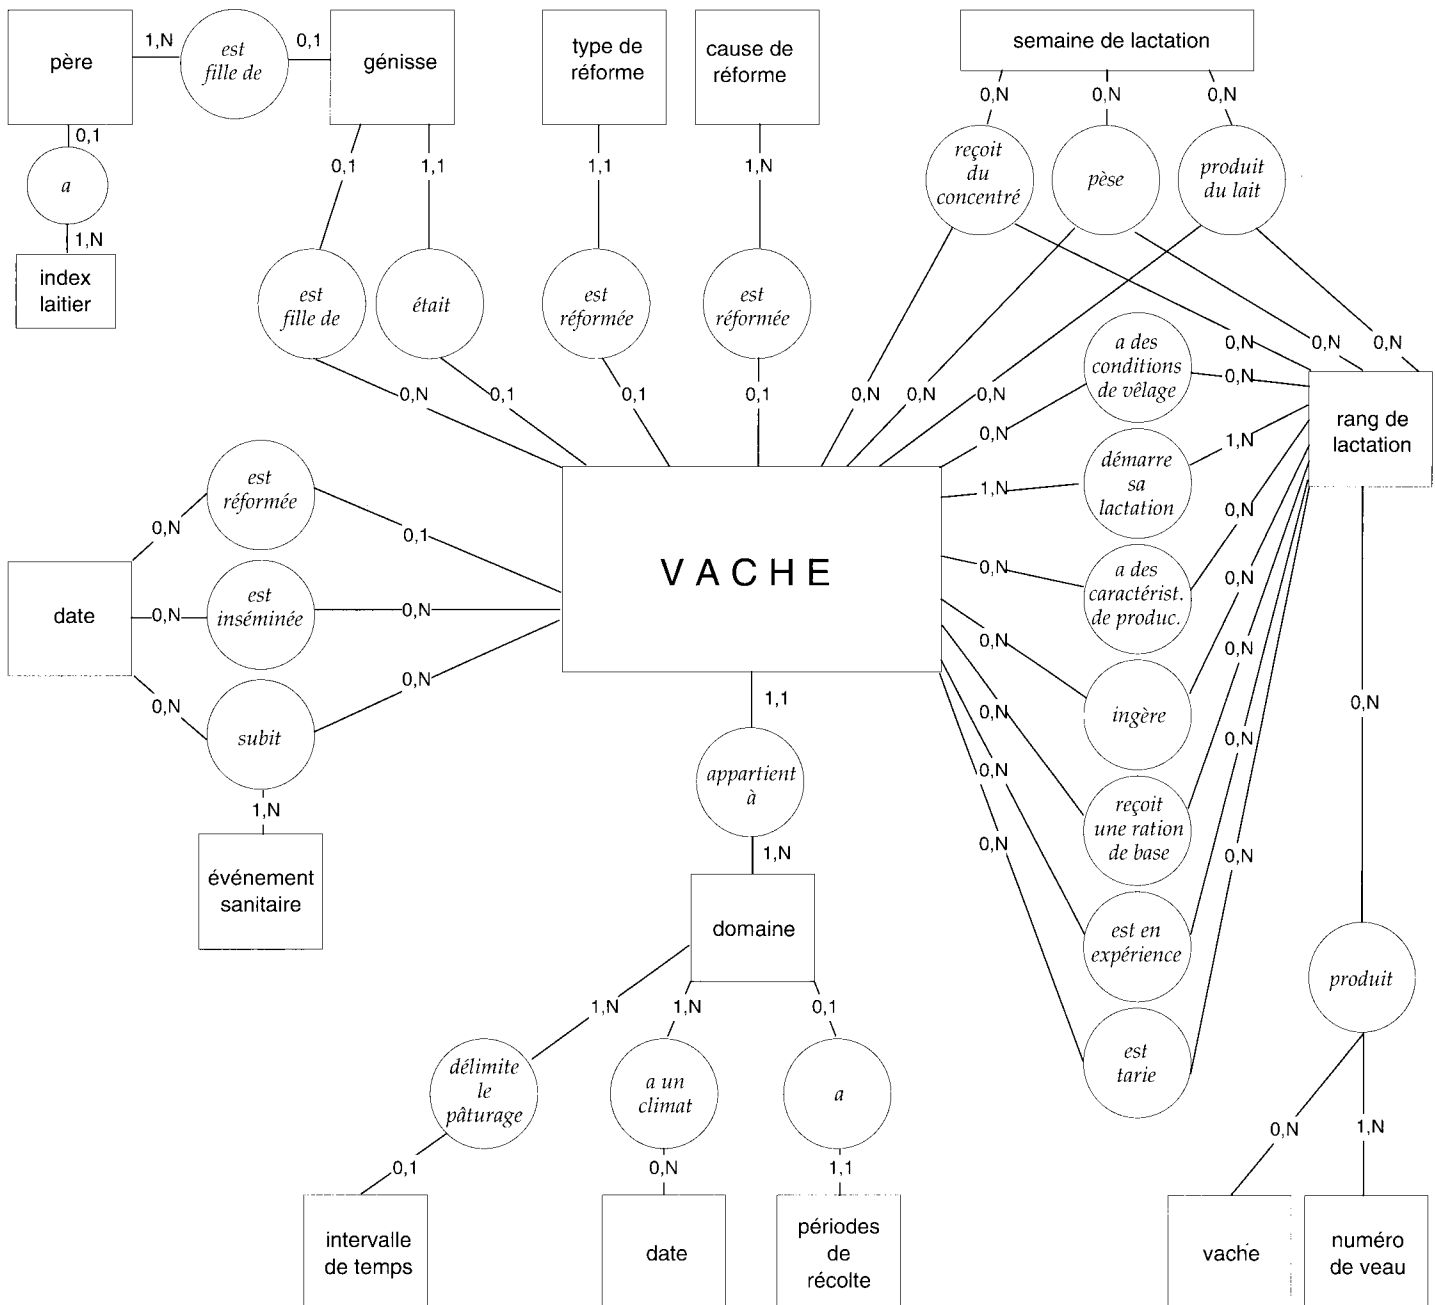 père
1,N
est
fille de
0,1
génisse
type de
réforme
cause de
réforme
semaine de lactation
0,1
a
1,N
index
laitier
0,1
1,1
1,1
1,N
0,N
0,N
0,N
reçoit
du
concentré
pèse
produit
du lait
est
fille de
était
est
réformée
est
réformée
0,N
0,1
0,1
0,1
0,N
0,N
0,N
0,N
0,N
0,N
a des
conditions
de vêlage
0,N
0,N
rang de
lactation
démarre
sa
lactation
1,N
1,N
est
réformée
0,N
0,1
date
VACHE
0,N
est
inséminée
0,N
0,N
a des
caractérist.
de produc.
0,N
0,N
subit
0,N
1,N
événement
sanitaire
0,N
ingère
0,N
0,N
reçoit
une ration
de base
0,N
0,N
est en
expérience
0,N
0,N
est
tarie
0,N
1,1
appartient
à
1,N
domaine
0,N
produit
1,N
1,N
0,1
délimite
le
pâturage
a un
climat
a
0,1
0,N
1,1
intervalle
de temps
date
périodes
de
récolte
0,N
1,N
vache
numéro
de veau